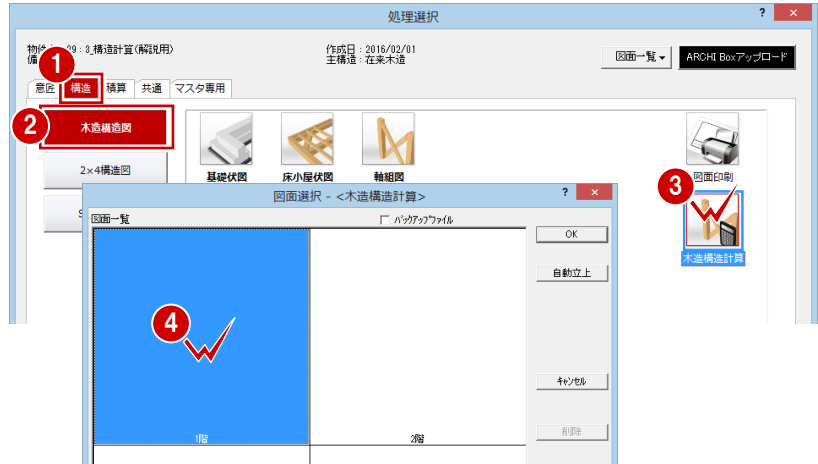 処理選択
? ×
:3_構造計算(解説用)
作成日:2016/02/01
主構造:在来木造
図面一覧
ARCHI Boxアップロード
1
意匠 構造 積算 共通 マスタ専用
2
木造構造図
2×4構造図
S
基礎伏図 床小屋伏図 軸組図
図面印刷
3
木造構造計算
図面選択 - <木造構造計算>
? ×
図面一覧
バックアップファイル
OK
自動立上
キャンセル
削除
4
1階 2階